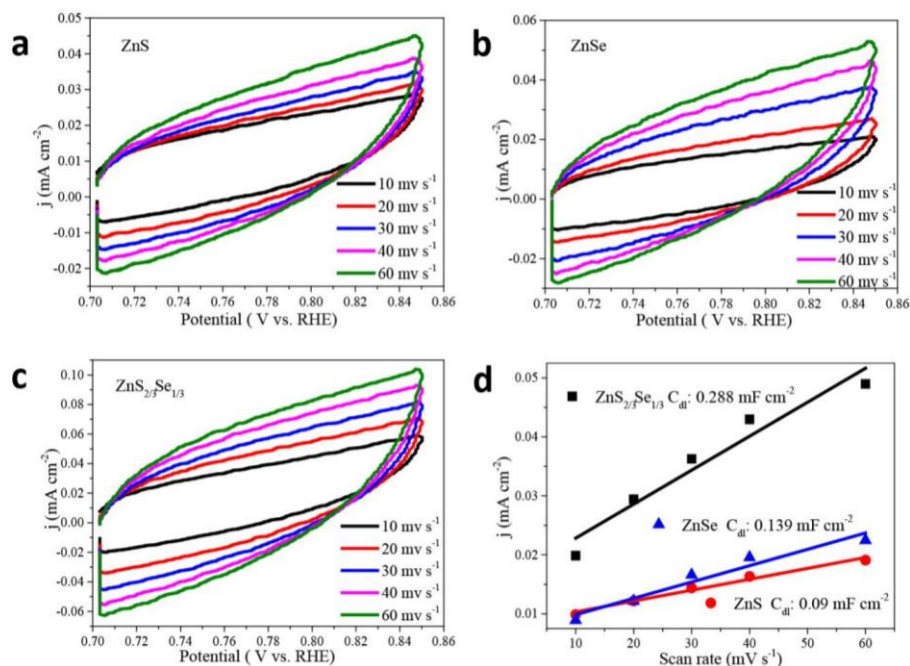 a
ZnS
0.05
0.04
0.03
0.02
0.01
0.00
-0.01
-0.02
j (mA cm⁻²)
10 mv s⁻¹
20 mv s⁻¹
30 mv s⁻¹
40 mv s⁻¹
60 mv s⁻¹
0.70 0.72 0.74 0.76 0.78 0.80 0.82 0.84 0.86
Potential ( V vs. RHE)
b
ZnSe
0.06
0.04
0.02
0.00
-0.02
j (mA cm⁻²)
10 mv s⁻¹
20 mv s⁻¹
30 mv s⁻¹
40 mv s⁻¹
60 mv s⁻¹
0.70 0.72 0.74 0.76 0.78 0.80 0.82 0.84 0.86
Potential ( V vs. RHE)
c
ZnS₂/₃Se₁/₃
0.10
0.08
0.06
0.04
0.02
0.00
-0.02
-0.04
-0.06
j (mA cm⁻²)
10 mv s⁻¹
20 mv s⁻¹
30 mv s⁻¹
40 mv s⁻¹
60 mv s⁻¹
0.70 0.72 0.74 0.76 0.78 0.80 0.82 0.84 0.86
Potential ( V vs. RHE)
d
0.05
0.04
0.03
0.02
0.01
j (mA cm⁻²)
ZnS₂/₃Se₁/₃ C_dl: 0.288 mF cm⁻²
ZnSe C_dl: 0.139 mF cm⁻²
ZnS C_dl: 0.09 mF cm⁻²
10 20 30 40 50 60
Scan rate (mV s⁻¹)